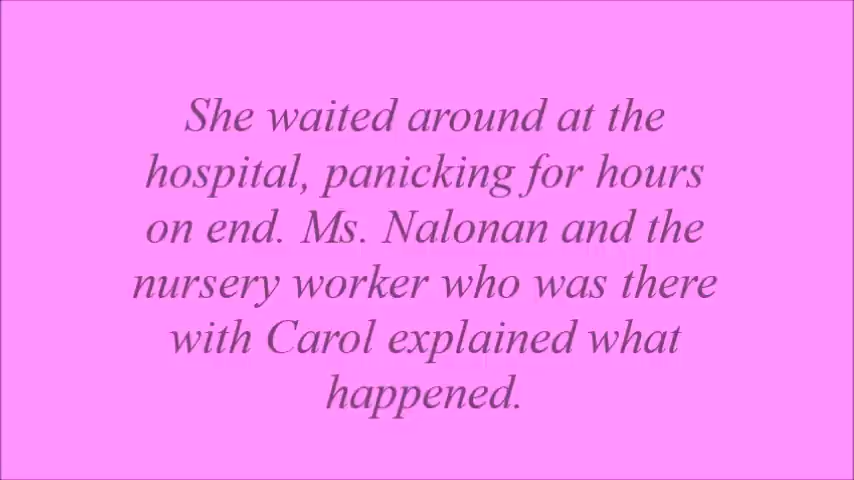 She waited around at the
hospital, panicking for hours
on end. Ms. Nalonan and the
nursery worker who was there
with Carol explained what
happened.